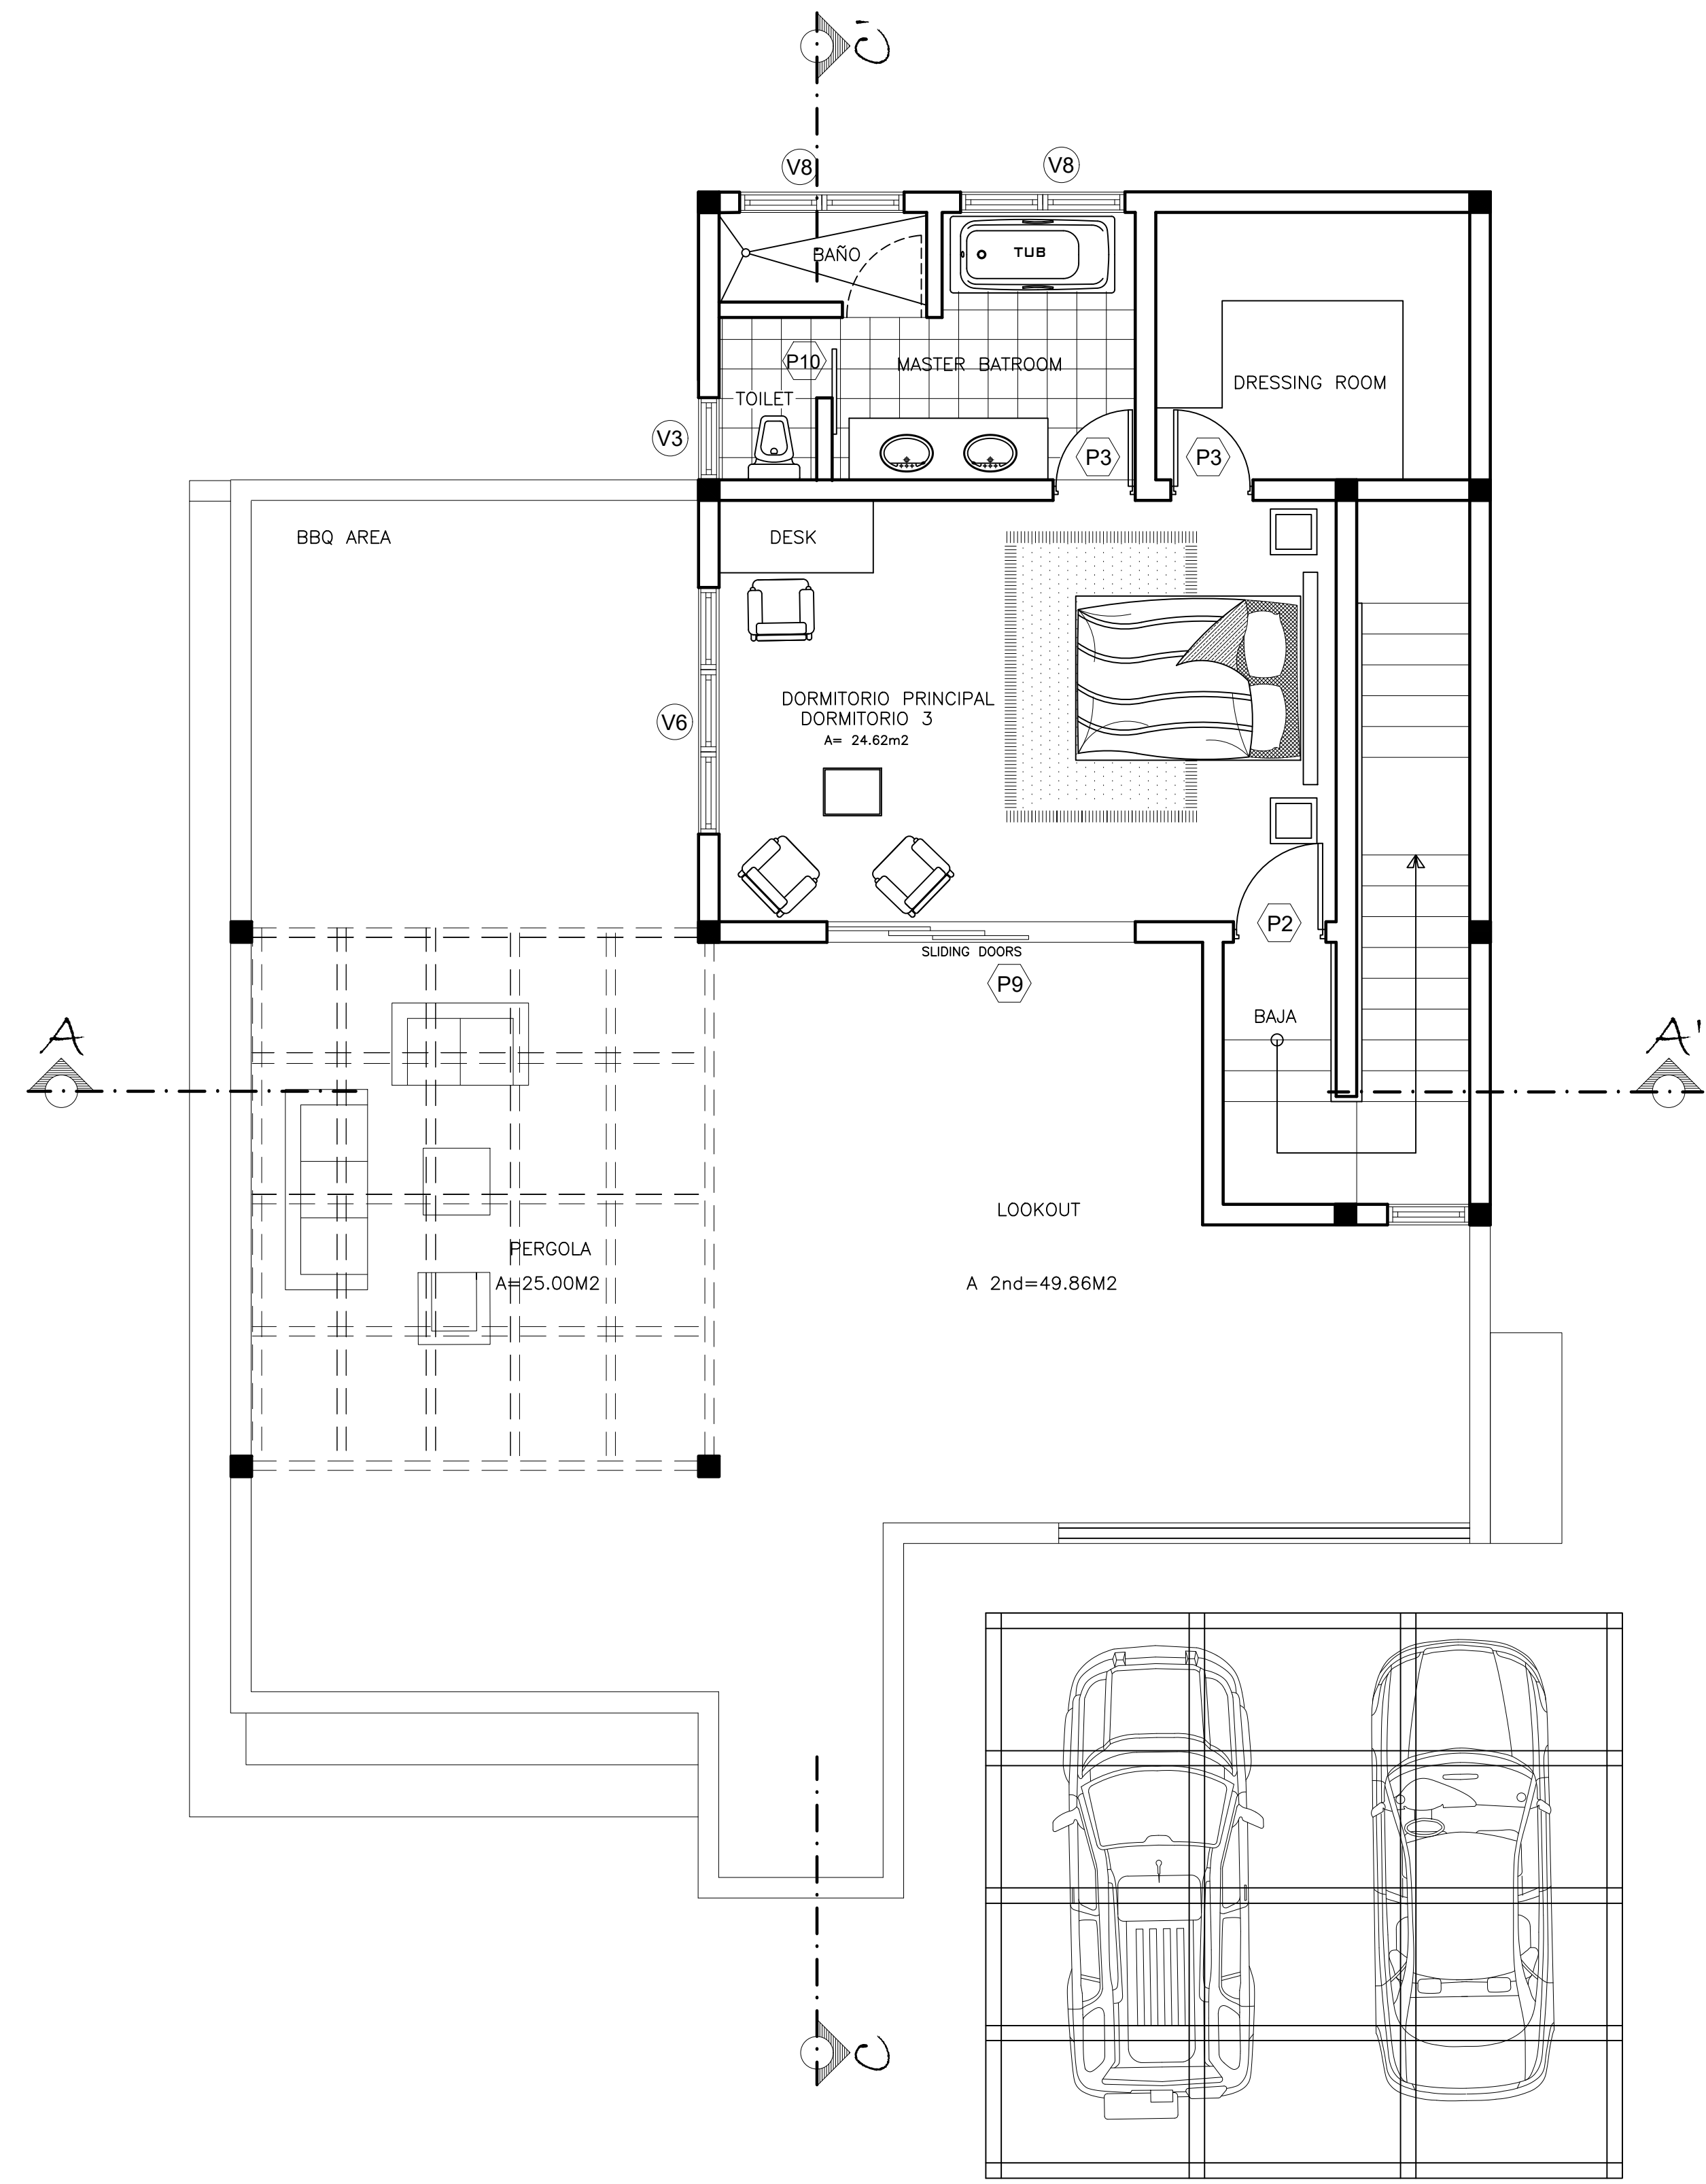 C'
V8
V8
BAÑO
TUB
P10
MASTER BATROOM
DRESSING ROOM
TOILET
V3
P3
P3
BBQ AREA
DESK
DORMITORIO PRINCIPAL
DORMITORIO 3
A= 24.62m2
V6
P2
SLIDING DOORS
P9
BAJA
A
A'
LOOKOUT
PERGOLA
A=25.00M2
A 2nd=49.86M2
C